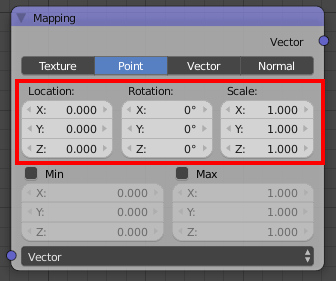 Mapping
Vector
Texture Point Vector Normal
Location: Rotation: Scale:
X: 0.000 X: 0° X: 1.000
Y: 0.000 Y: 0° Y: 1.000
Z: 0.000 Z: 0° Z: 1.000
Min Max
X: 0.000 X: 1.000
Y: 0.000 Y: 1.000
Z: 0.000 Z: 1.000
Vector